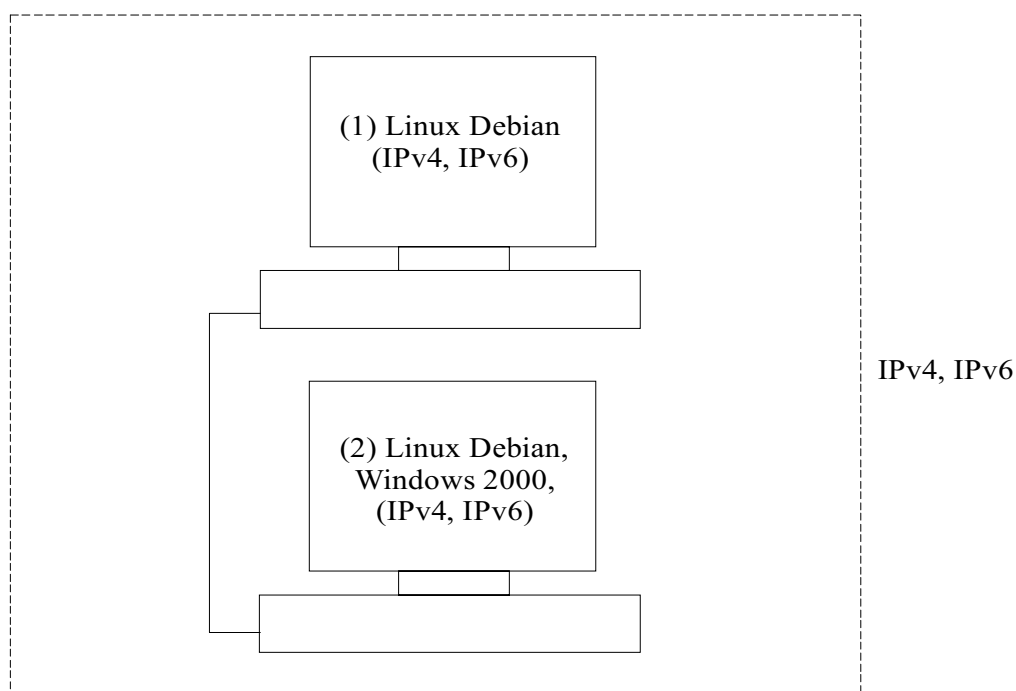 (1) Linux Debian
(IPv4, IPv6)
IPv4, IPv6
(2) Linux Debian,
Windows 2000,
(IPv4, IPv6)